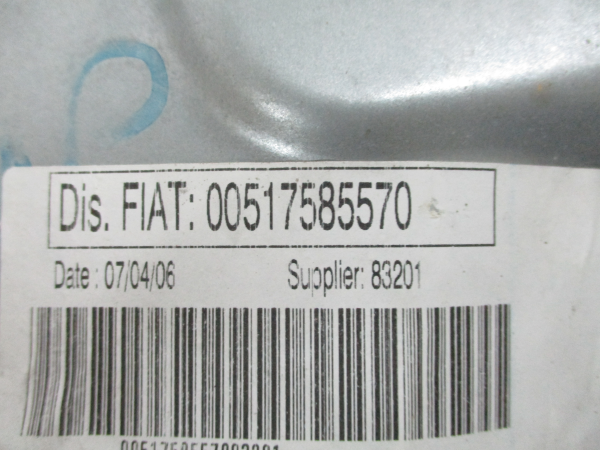 Dis. FIAT: 00517585570
Date : 07/04/06 Supplier: 83201